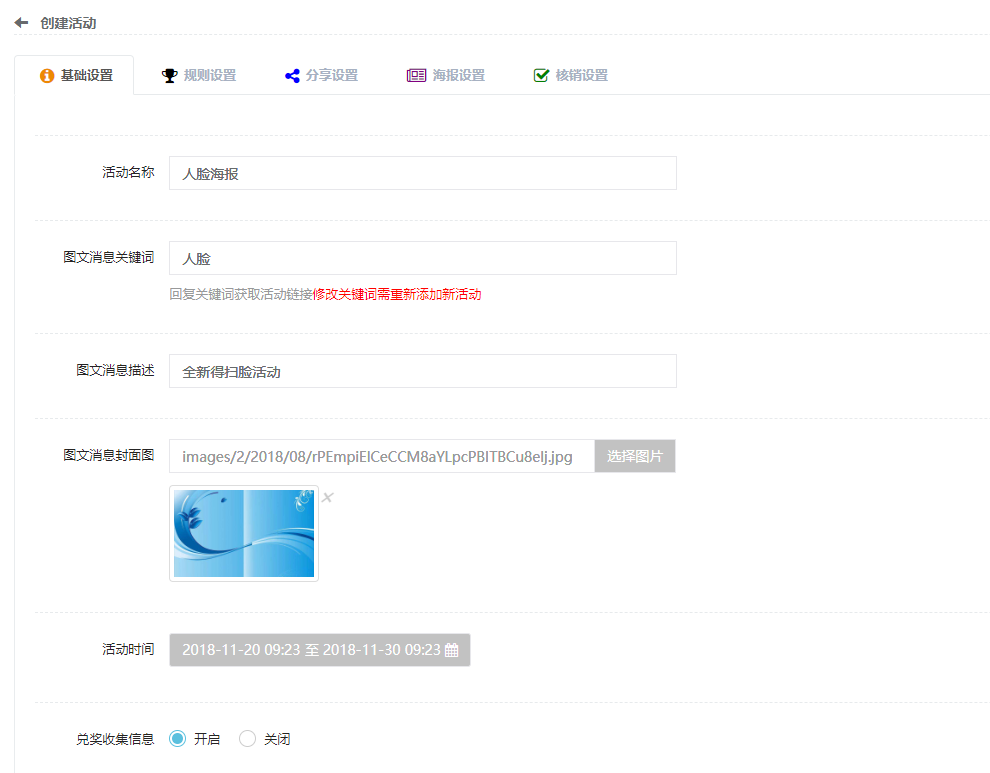 创建活动
基础设置 规则设置 分享设置 海报设置 核销设置
活动名称 人脸海报
图文消息关键词 人脸
回复关键词获取活动链接修改关键词需重新添加新活动
图文消息描述 全新得扫脸活动
图文消息封面图 images/2/2018/08/rPEmpiElCeCCM8aYLpcPBITBCu8elj.jpg 选择图片
活动时间 2018-11-20 09:23 至 2018-11-30 09:23
兑奖收集信息 开启 关闭